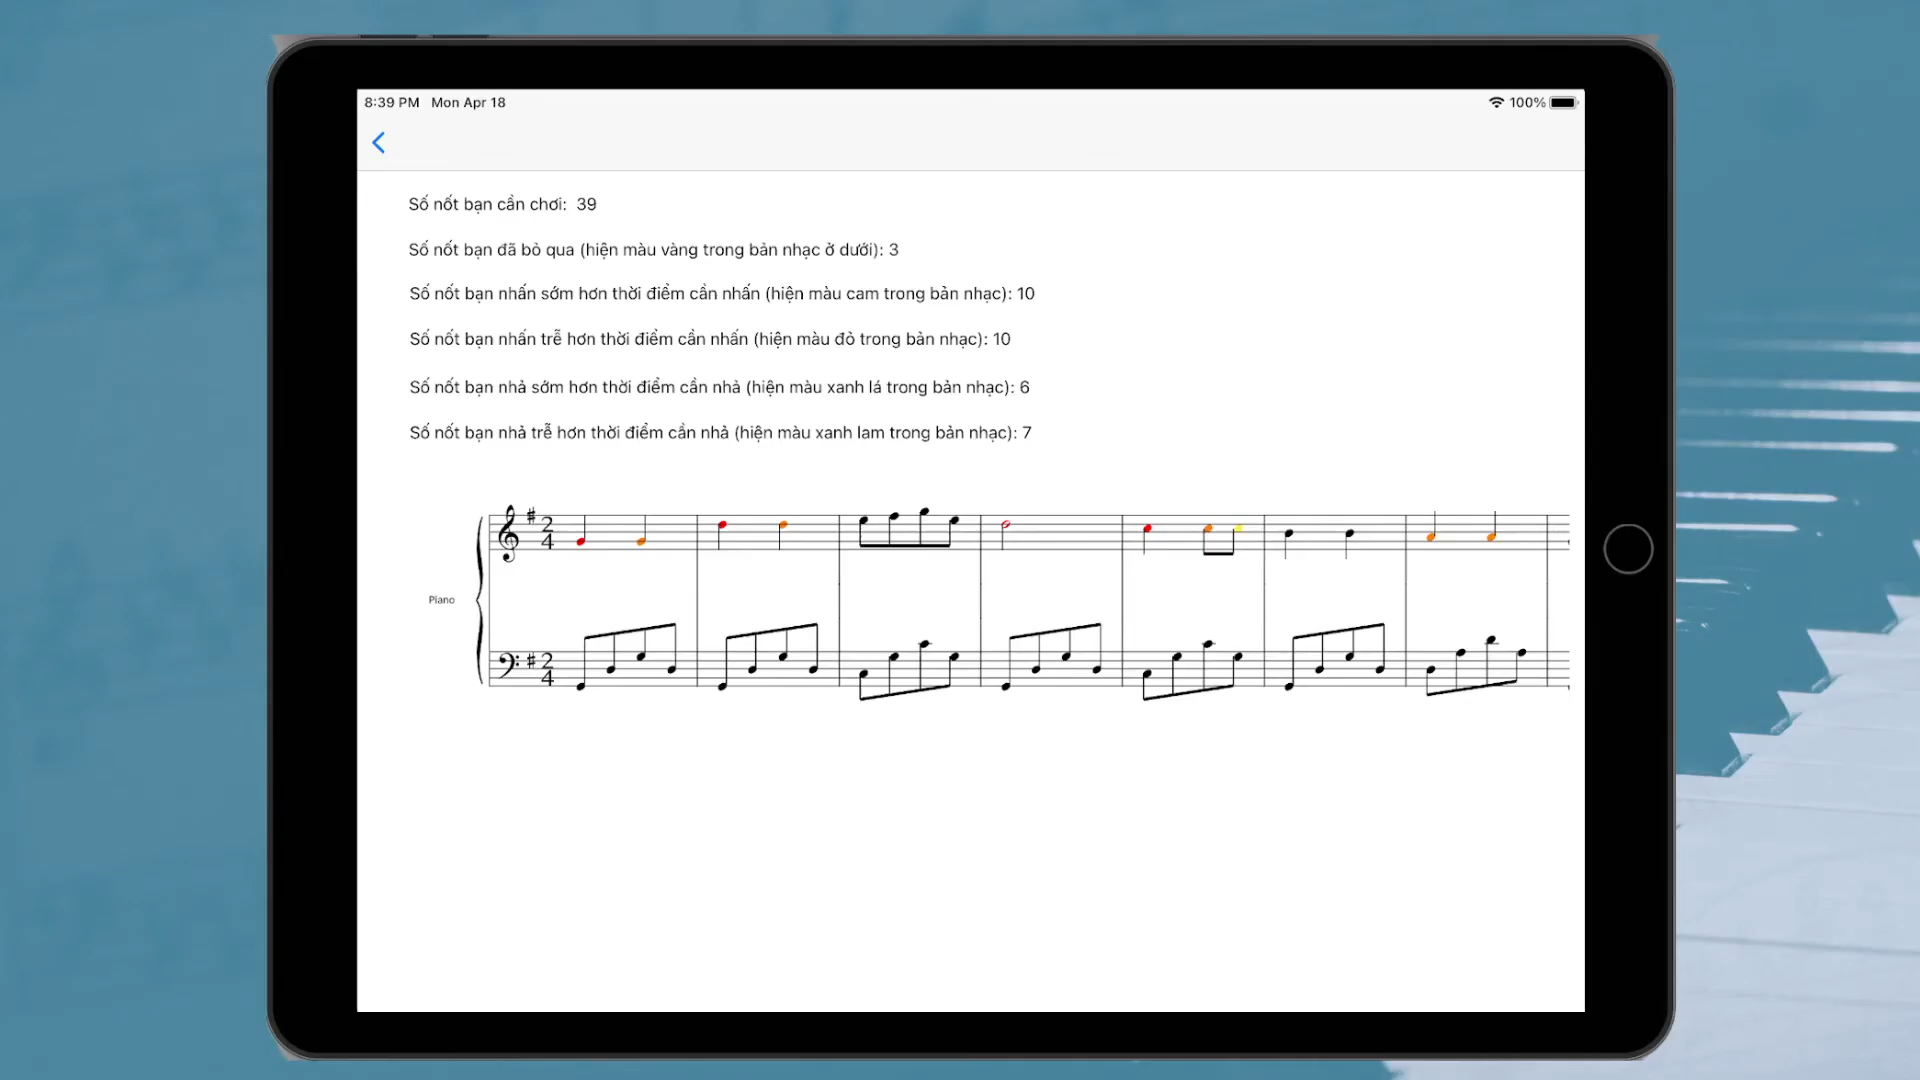 8:39 PM Mon Apr 18
100%
Số nốt bạn cần chơi: 39
Số nốt bạn đã bỏ qua (hiện màu vàng trong bản nhạc ở dưới): 3
Số nốt bạn nhấn sớm hơn thời điểm cần nhấn (hiện màu cam trong bản nhạc): 10
Số nốt bạn nhấn trễ hơn thời điểm cần nhấn (hiện màu đỏ trong bản nhạc): 10
Số nốt bạn nhả sớm hơn thời điểm cần nhả (hiện màu xanh lá trong bản nhạc): 6
Số nốt bạn nhả trễ hơn thời điểm cần nhả (hiện màu xanh lam trong bản nhạc): 7
2
4
Piano
2
4